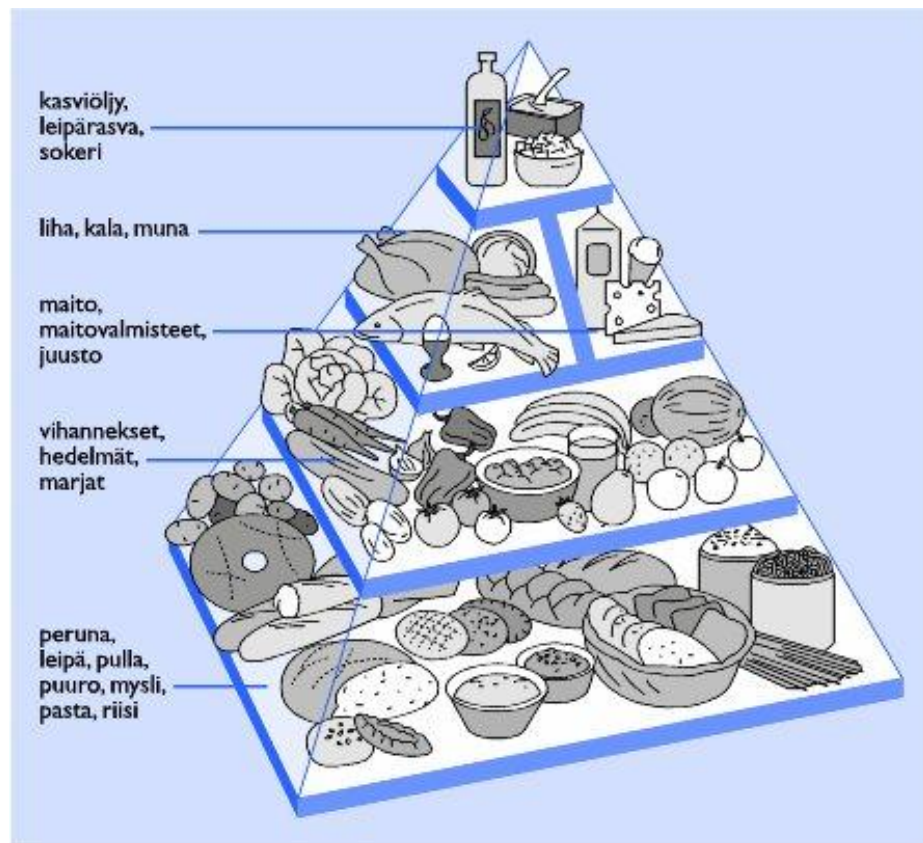 kasviöljy,
leipärasva,
sokeri
liha, kala, muna
maito,
maitovalmisteet,
juusto
vihannekset,
hedelmät,
marjat
peruna,
leipä, pulla,
puuro, mysli,
pasta, riisi